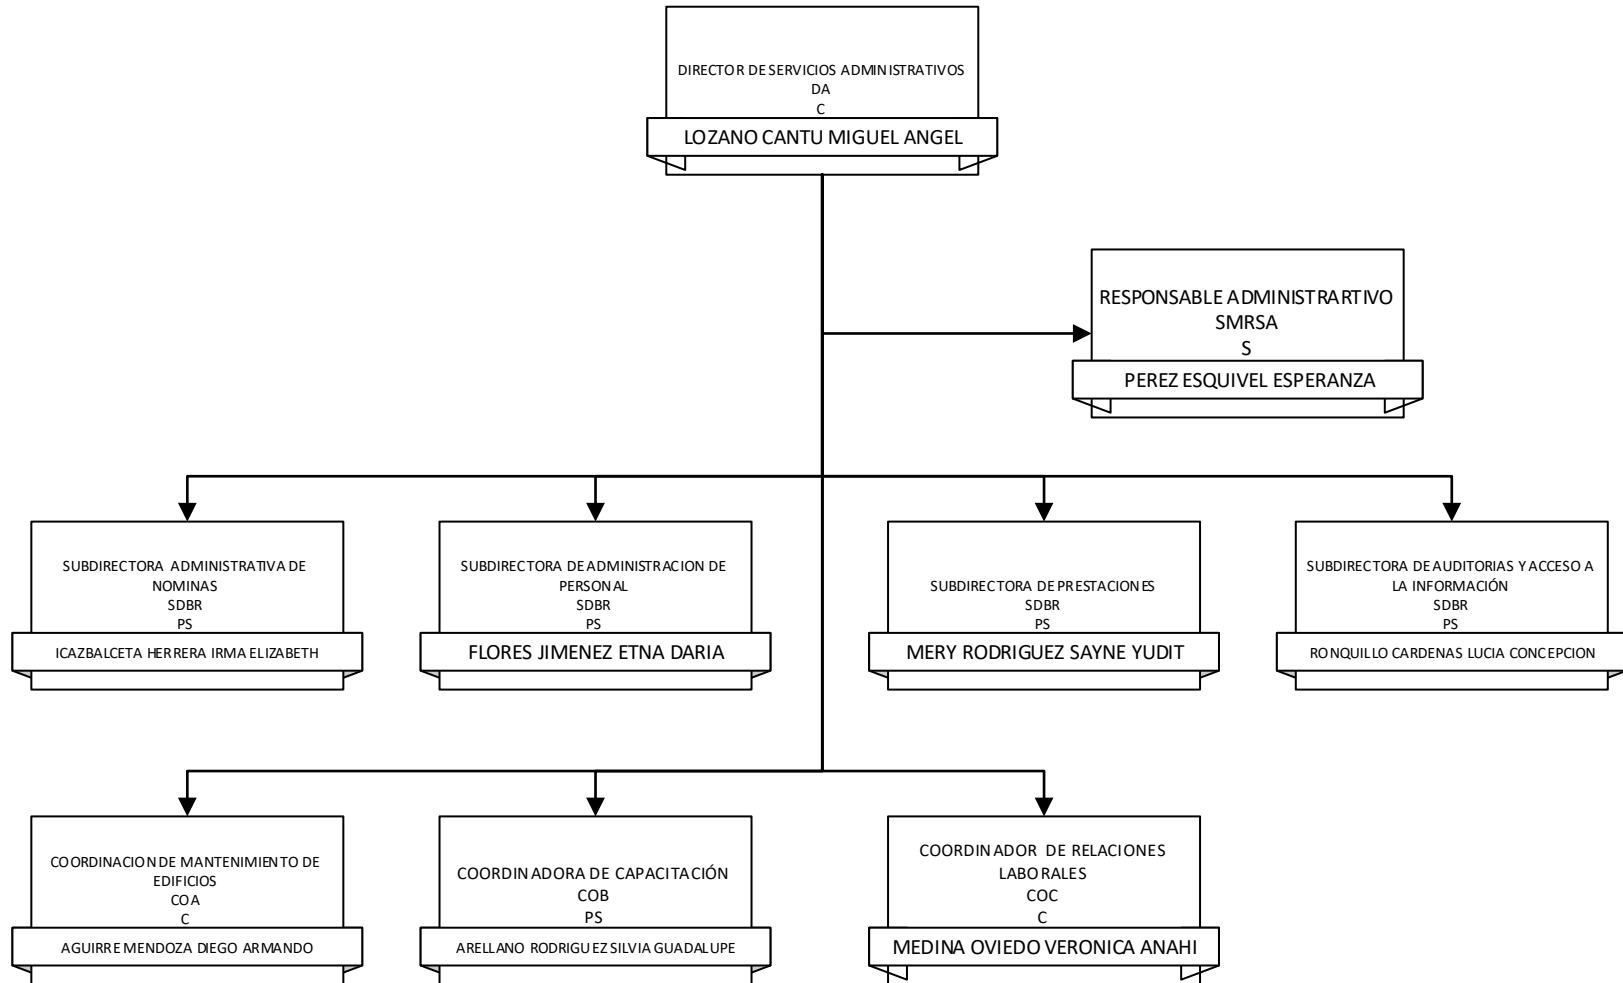 DIRECTOR DE SERVICIOS ADMINISTRATIVOS
DA
C
LOZANO CANTU MIGUEL ANGEL
RESPONSABLE ADMINISTRARTIVO
SMRSA
S
PEREZ ESQUIVEL ESPERANZA
SUBDIRECTORA ADMINISTRATIVA DE
NOMINAS
SDBR
PS
ICAZBALCETA HERRERA IRMA ELIZABETH
SUBDIRECTORA DE ADMINISTRACION DE
PERSONAL
SDBR
PS
FLORES JIMENEZ ETNA DARIA
SUBDIRECTORA DE PRESTACIONES
SDBR
PS
MERY RODRIGUEZ SAYNE YUDIT
SUBDIRECTORA DE AUDITORIAS Y ACCESO A
LA INFORMACIÓN
SDBR
PS
RONQUILLO CARDENAS LUCIA CONCEPCION
COORDINACION DE MANTENIMIENTO DE
EDIFICIOS
COA
C
AGUIRRE MENDOZA DIEGO ARMANDO
COORDINADORA DE CAPACITACIÓN
COB
PS
ARELLANO RODRIGUEZ SILVIA GUADALUPE
COORDINADOR DE RELACIONES
LABORALES
COC
C
MEDINA OVIEDO VERONICA ANAHI